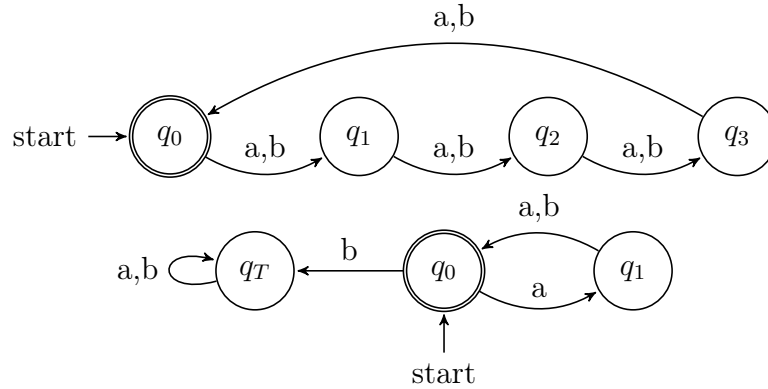 a,b
start q0 q1 q2 q3
a,b a,b a,b
a,b
a,b qT b q0 q1
a
start